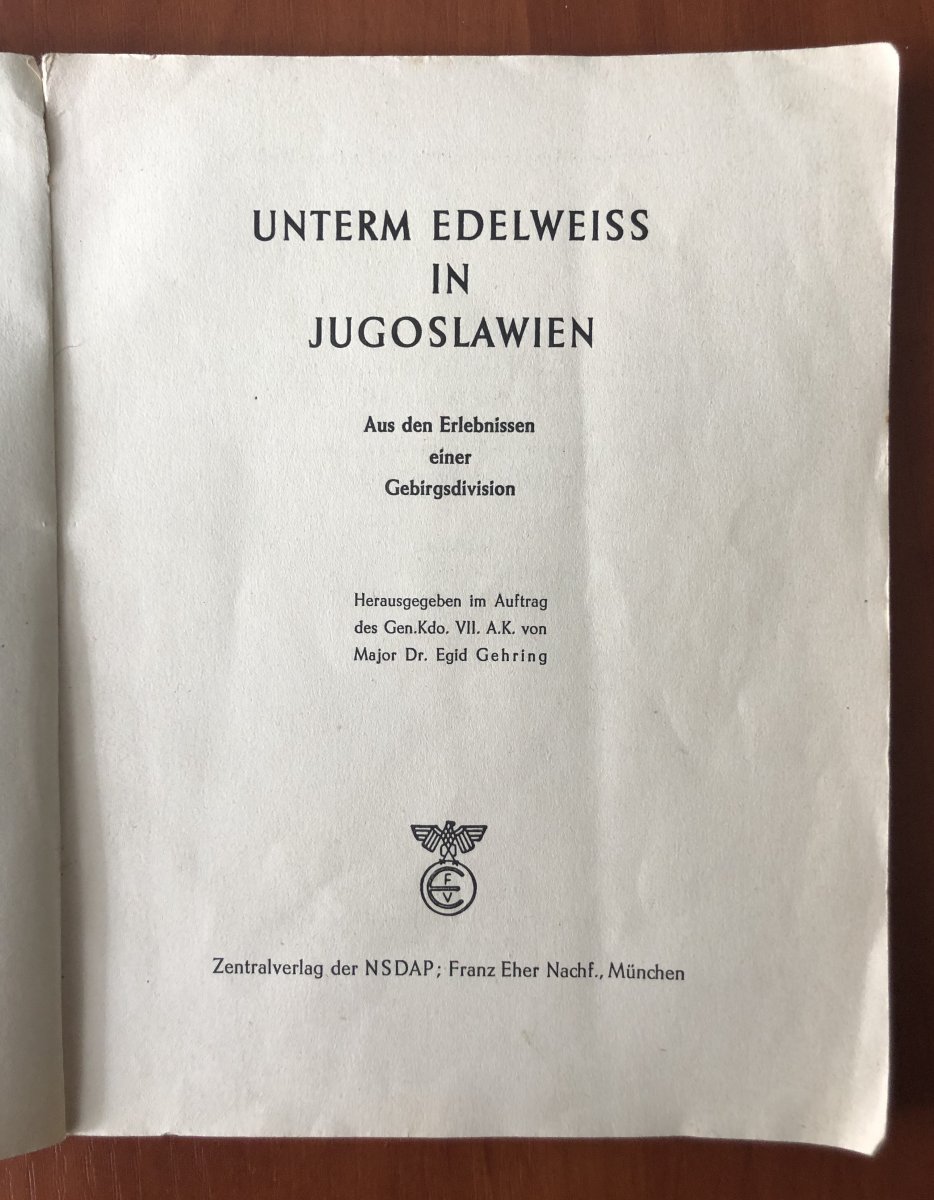 UNTERM EDELWEISS
IN
JUGOSLAWIEN
Aus den Erlebnissen
einer
Gebirgsdivision
Herausgegeben im Auftrag
des Gen.Kdo. VII. A.K. von
Major Dr. Egid Gehring
F
E
V
Zentralverlag der NSDAP; Franz Eher Nachf., München